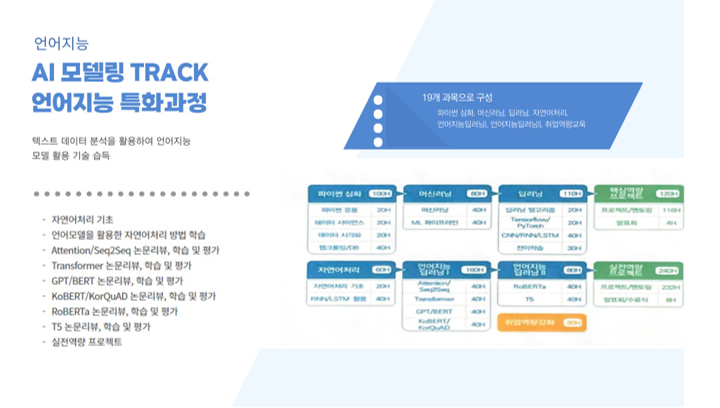 언어지능
AI 모델링 TRACK
언어지능 특화과정
텍스트 데이터 분석을 활용하여 언어지능
모델 활용 기술 습득
- 자연어처리 기초
- 언어모델을 활용한 자연어처리 방법 학습
- Attention/Seq2Seq 논문리뷰, 학습 및 평가
- Transformer 논문리뷰, 학습 및 평가
- GPT/BERT 논문리뷰, 학습 및 평가
- KoBERT/KorQuAD 논문리뷰, 학습 및 평가
- RoBERTa 논문리뷰, 학습 및 평가
- T5 논문리뷰, 학습 및 평가
- 실전역량 프로젝트
19개 과목으로 구성
파이썬 심화, 머신러닝, 딥러닝, 자연어처리,
언어지능딥러닝I, 언어지능딥러닝II, 취업역량교육
파이썬 심화 100H
파이썬 응용 20H
데이터 사이언스 20H
데이터 시각화 20H
웹크롤링/DB 40H
머신러닝 80H
머신러닝 40H
ML 파이프라인 40H
딥러닝 110H
딥러닝 알고리즘 20H
Tensorflow/
PyTorch 20H
CNN/RNN/LSTM 40H
전이학습 30H
핵심역량
프로젝트 120H
프로젝트/멘토링 116H
발표회 4H
자연어처리 60H
자연어처리 기초 20H
RNN/LSTM 활용 40H
언어지능
딥러닝 I 160H
Attention/
Seq2Seq 40H
Transformer 40H
GPT/BERT 40H
KoBERT/
KorQuAD 40H
언어지능
딥러닝 II 80H
RoBERTa 40H
T5 40H
취업역량강화 30H
실전역량
프로젝트 240H
프로젝트/멘토링 232H
발표회/수료식 8H